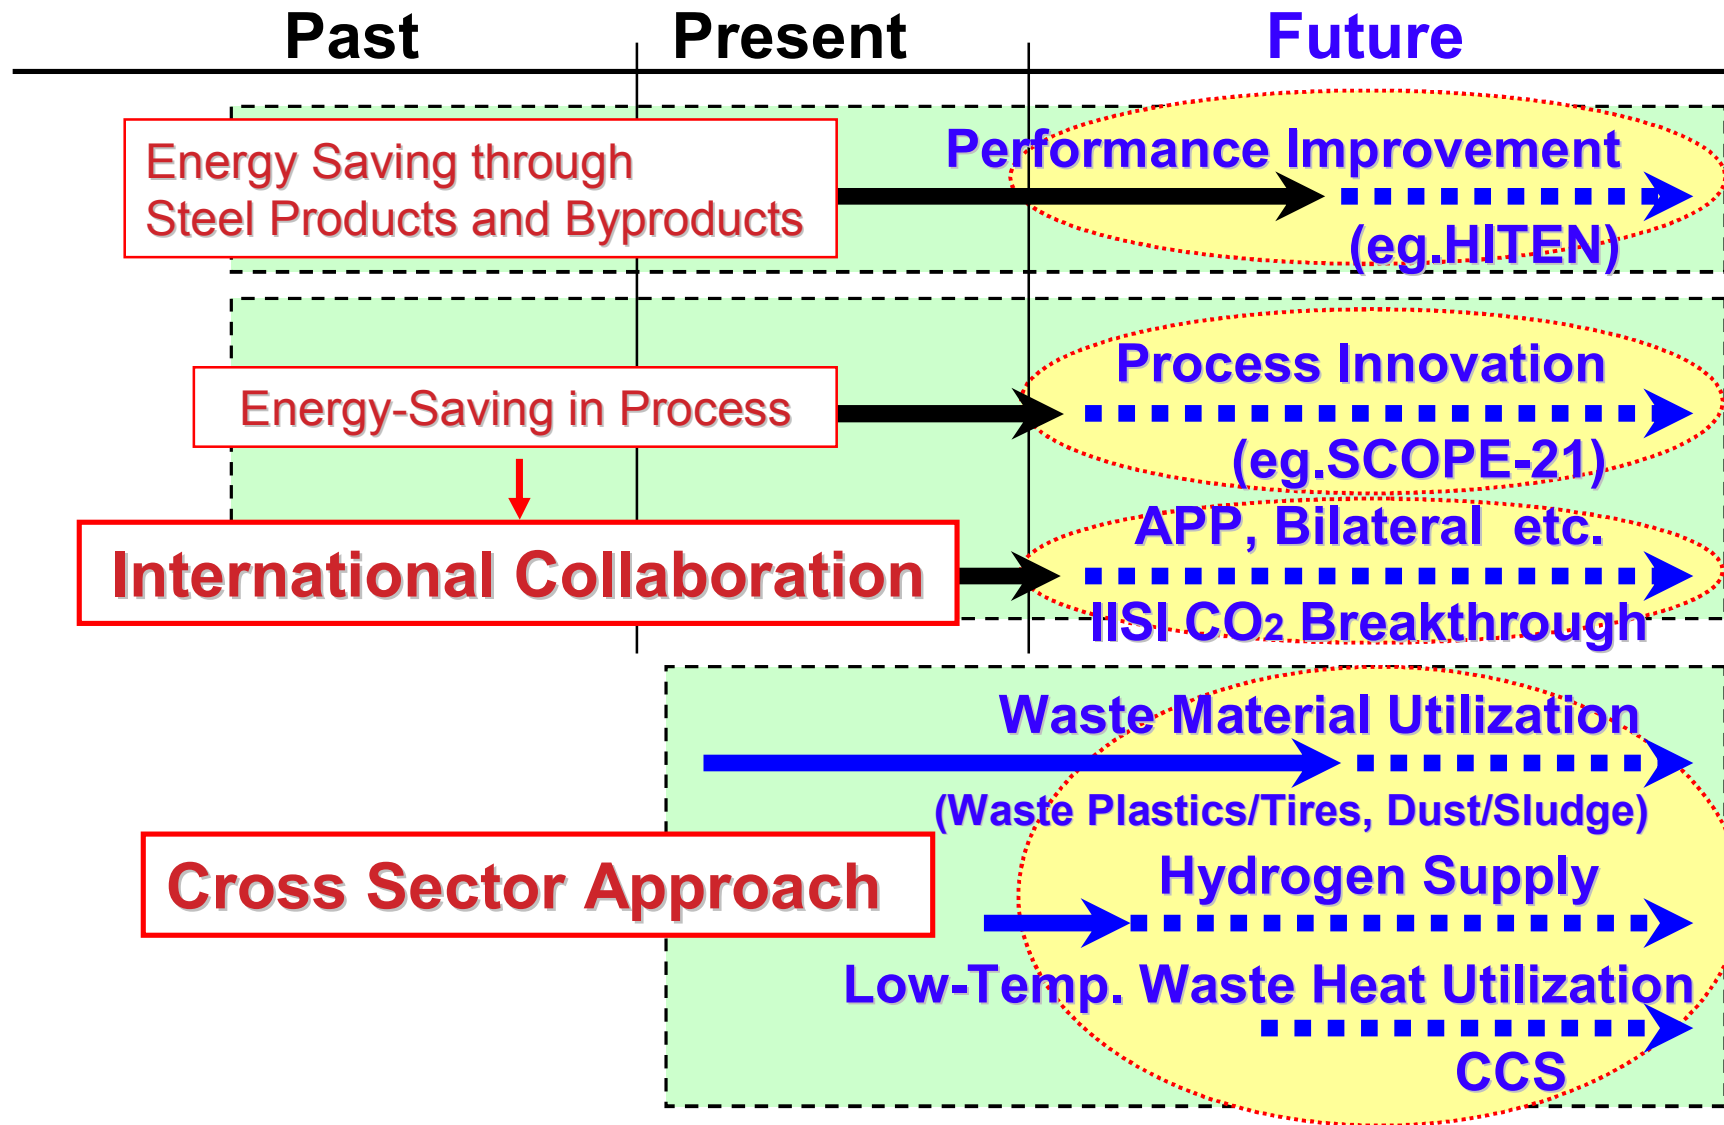 Past Present Future
Performance Improvement
Energy Saving through
Steel Products and Byproducts
(eg.HITEN)
Process Innovation
Energy-Saving in Process
(eg.SCOPE-21)
APP, Bilateral etc.
International Collaboration
IISI CO2 Breakthrough
Waste Material Utilization
(Waste Plastics/Tires, Dust/Sludge)
Cross Sector Approach
Hydrogen Supply
Low-Temp. Waste Heat Utilization
CCS